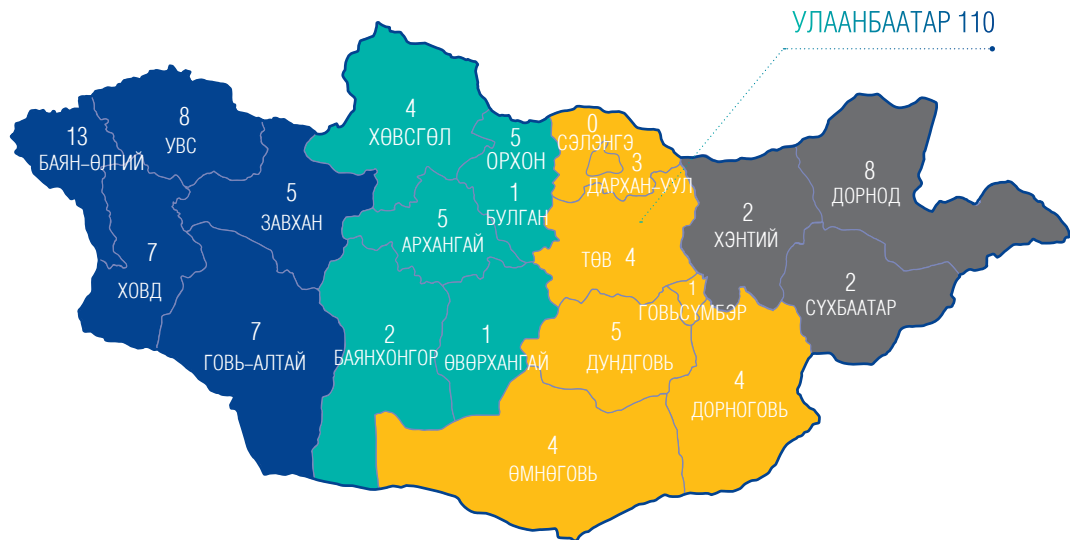 УЛААНБААТАР 110
13
БАЯН–ӨЛГИЙ
8
УВС
5
ЗАВХАН
7
ХОВД
7
ГОВЬ–АЛТАЙ
4
ХӨВСГӨЛ
5
ОРХОН
1
БУЛГАН
5
АРХАНГАЙ
2
БАЯНХОНГОР
1
ӨВӨРХАНГАЙ
0
СЭЛЭНГЭ
3
ДАРХАН–УУЛ
ТӨВ 4
1
ГОВЬСҮМБЭР
5
ДУНДГОВЬ
4
ДОРНОГОВЬ
4
ӨМНӨГОВЬ
2
ХЭНТИЙ
8
ДОРНОД
2
СҮХБААТАР